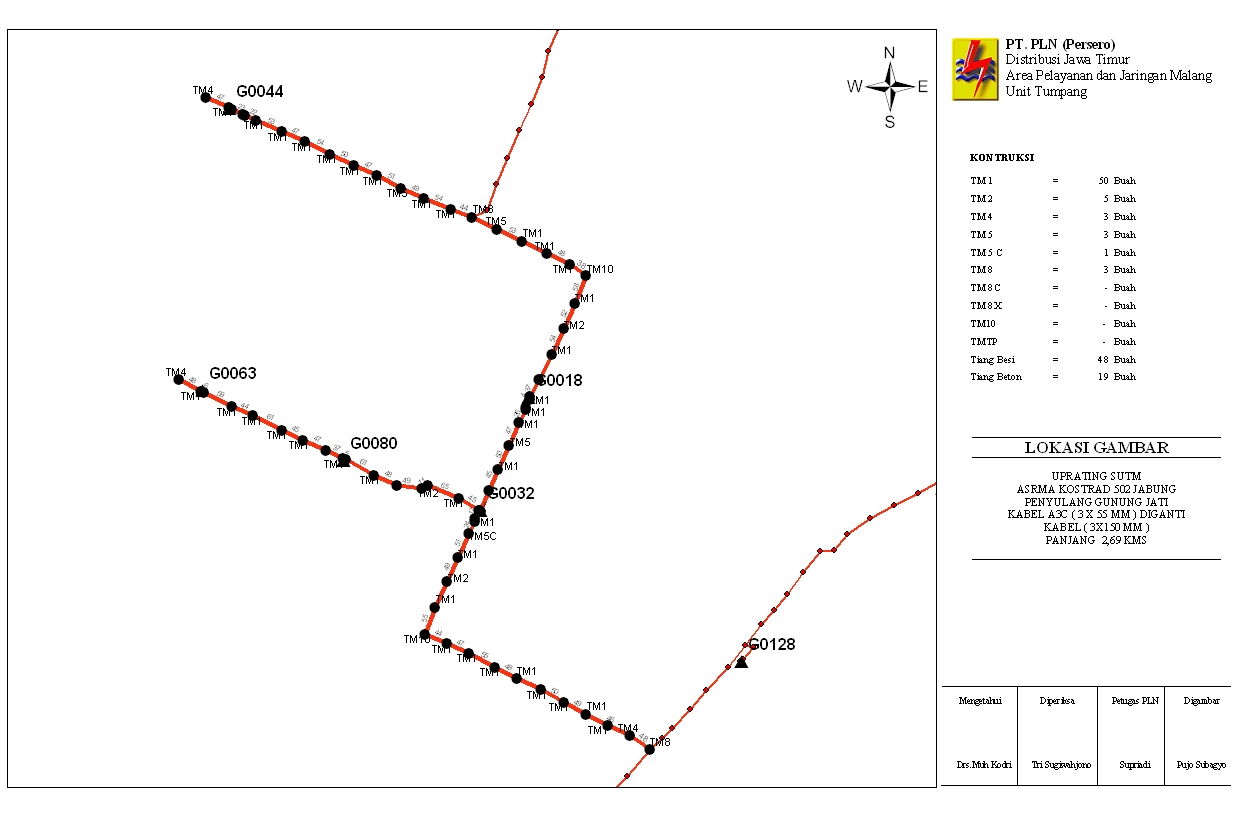 PT. PLN (Persero)
Distribusi Jawa Timur
Area Pelayanan dan Jaringan Malang
Unit Tumpang
N
W E
S
KONTRUKSI
TM 1 = 50 Buah
TM 2 = 5 Buah
TM 4 = 3 Buah
TM 5 = 3 Buah
TM 5 C = 1 Buah
TM 8 = 3 Buah
TM 8 C = - Buah
TM 8 X = - Buah
TM10 = - Buah
TMTP = - Buah
Tiang Besi = 48 Buah
Tiang Beton = 19 Buah
LOKASI GAMBAR
UPRATING SUTM
ASRMA KOSTRAD 502 JABUNG
PENYULANG GUNUNG JATI
KABEL A3C ( 3 X 55 MM ) DIGANTI
KABEL ( 3X150 MM )
PANJANG 2,69 KMS
Mengetahui Diperiksa Petugas PLN Digambar
Drs.Muh Kodri Tri Sugiwahjono Supriadi Pujo Subagyo
TM4
G0044
TM1
TM1
TM1
TM1
TM1
TM1
TM5
TM1
TM1
TM8
TM5
TM1
TM1
TM1
TM10
TM1
TM2
TM1
G0018
TM1
TM1
TM1
TM5
TM1
G0032
TM4
G0063
TM1
TM1
TM1
TM1
TM1
G0080
TM1
TM2
TM1
TM1
TM5C
TM1
TM2
TM1
TM10
TM1
TM1
TM1
TM1
TM1
TM1
TM1
TM1
TM4
TM8
G0128